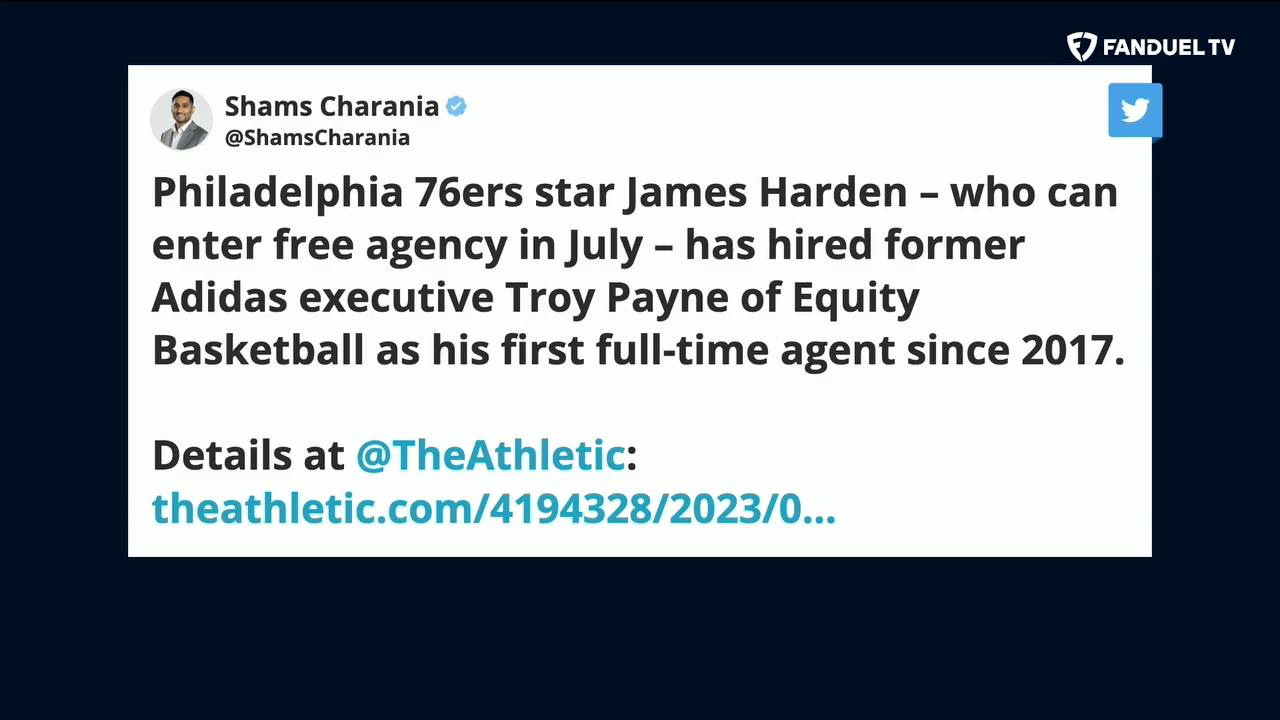 FANDUEL TV
Shams Charania
@ShamsCharania
Philadelphia 76ers star James Harden – who can
enter free agency in July – has hired former
Adidas executive Troy Payne of Equity
Basketball as his first full-time agent since 2017.
Details at @TheAthletic:
theathletic.com/4194328/2023/0...